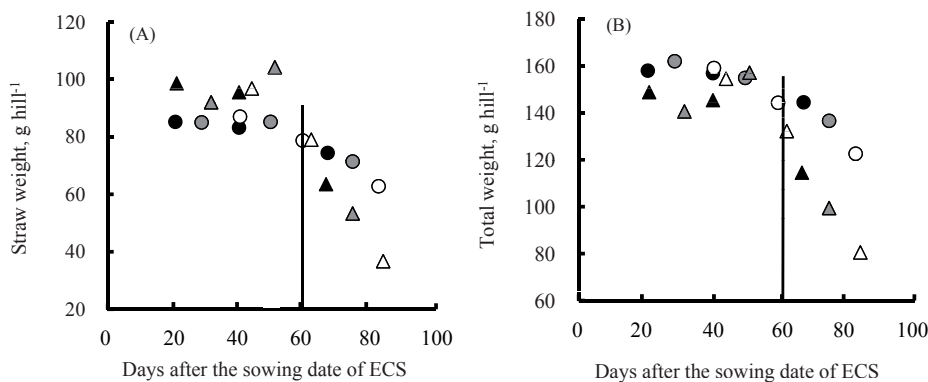 (A)
Straw weight, g hill⁻¹
120
100
80
60
40
20
0 20 40 60 80 100
Days after the sowing date of ECS
(B)
Total weight, g hill⁻¹
180
160
140
120
100
80
60
0 20 40 60 80 100
Days after the sowing date of ECS